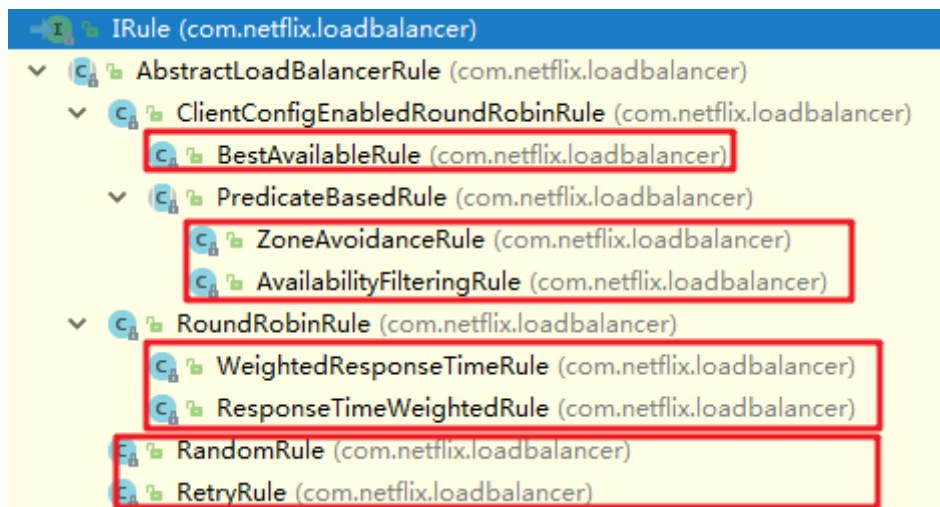 IRule (com.netflix.loadbalancer)
AbstractLoadBalancerRule (com.netflix.loadbalancer)
ClientConfigEnabledRoundRobinRule (com.netflix.loadbalancer)
BestAvailableRule (com.netflix.loadbalancer)
PredicateBasedRule (com.netflix.loadbalancer)
ZoneAvoidanceRule (com.netflix.loadbalancer)
AvailabilityFilteringRule (com.netflix.loadbalancer)
RoundRobinRule (com.netflix.loadbalancer)
WeightedResponseTimeRule (com.netflix.loadbalancer)
ResponseTimeWeightedRule (com.netflix.loadbalancer)
RandomRule (com.netflix.loadbalancer)
RetryRule (com.netflix.loadbalancer)